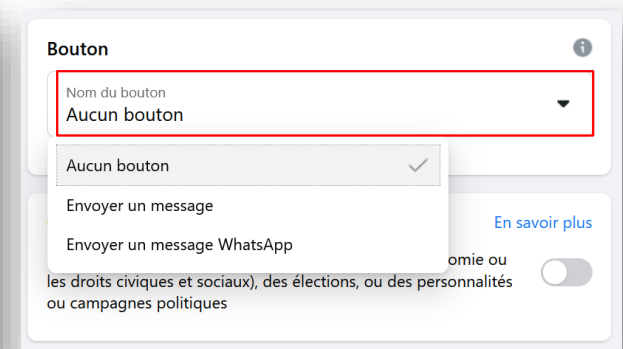 Bouton
Nom du bouton
Aucun bouton
Aucun bouton
Envoyer un message
Envoyer un message WhatsApp
En savoir plus
omie ou
les droits civiques et sociaux), des élections, ou des personnalités
ou campagnes politiques